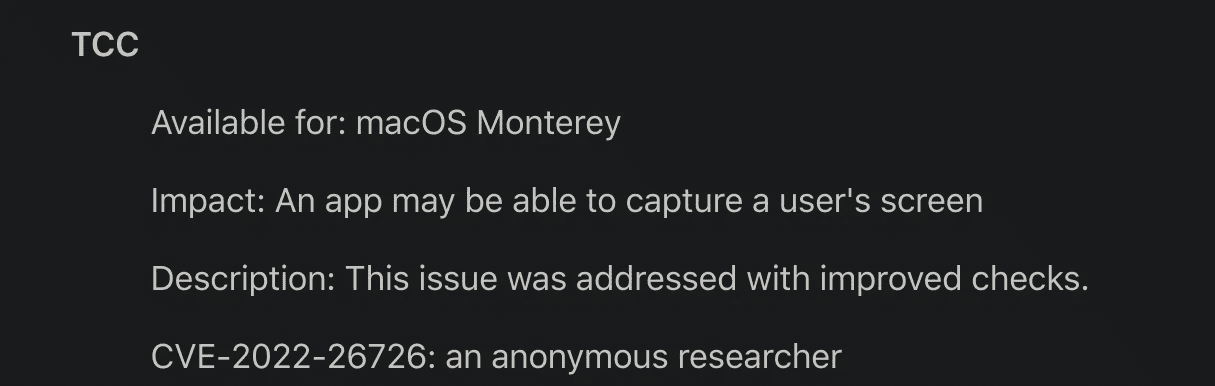 TCC
Available for: macOS Monterey
Impact: An app may be able to capture a user's screen
Description: This issue was addressed with improved checks.
CVE-2022-26726: an anonymous researcher